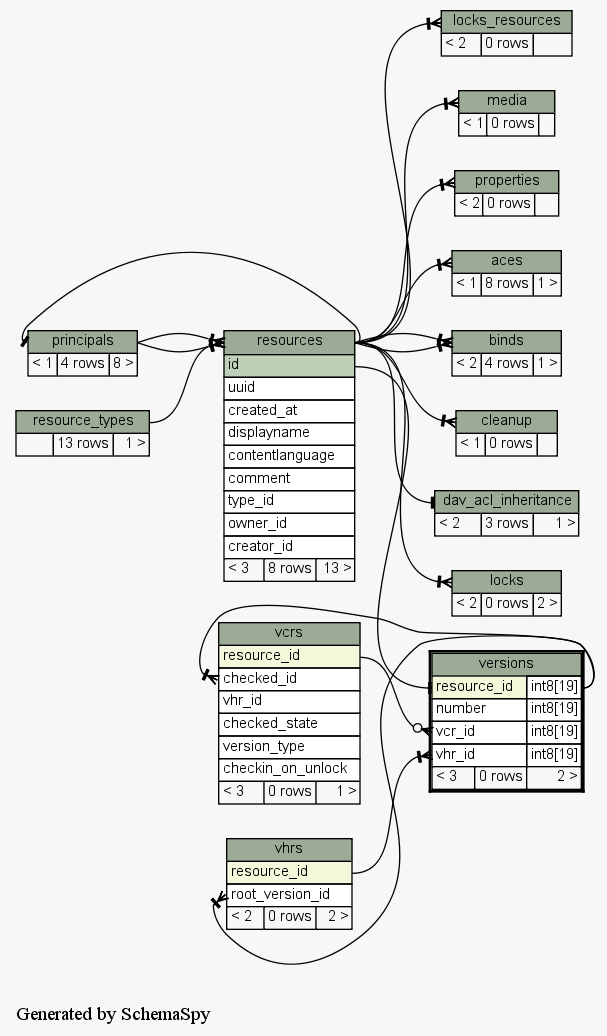 locks_resources
< 2 0 rows
media
< 1 0 rows
properties
< 2 0 rows
aces
< 1 8 rows 1 >
principals
< 1 4 rows 8 >
resources
id
uuid
created_at
displayname
contentlanguage
comment
type_id
owner_id
creator_id
< 3 8 rows 13 >
binds
< 2 4 rows 1 >
resource_types
13 rows 1 >
cleanup
< 1 0 rows
dav_acl_inheritance
< 2 3 rows 1 >
locks
< 2 0 rows 2 >
vcrs
resource_id
checked_id
vhr_id
checked_state
version_type
checkin_on_unlock
< 3 0 rows 1 >
versions
resource_id int8[19]
number int8[19]
vcr_id int8[19]
vhr_id int8[19]
< 3 0 rows 2 >
vhrs
resource_id
root_version_id
< 2 0 rows 2 >
Generated by SchemaSpy